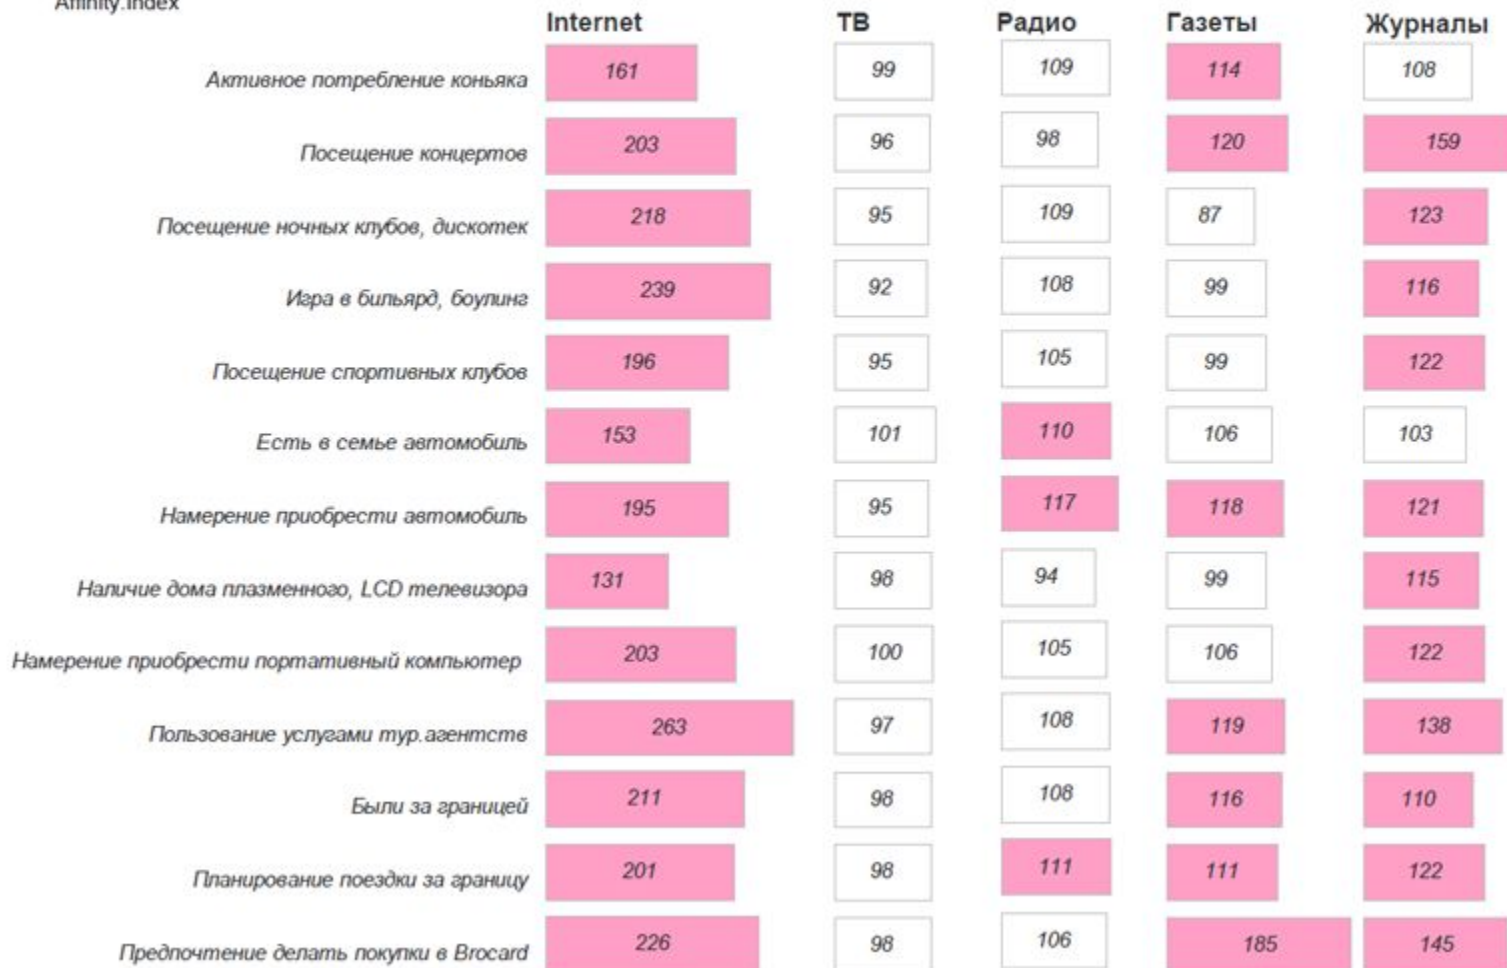 Affinity.Index
Internet ТВ Радио Газеты Журналы
Активное потребление коньяка 161 99 109 114 108
Посещение концертов 203 96 98 120 159
Посещение ночных клубов, дискотек 218 95 109 87 123
Игра в бильярд, боулинг 239 92 108 99 116
Посещение спортивных клубов 196 95 105 99 122
Есть в семье автомобиль 153 101 110 106 103
Намерение приобрести автомобиль 195 95 117 118 121
Наличие дома плазменного, LCD телевизора 131 98 94 99 115
Намерение приобрести портативный компьютер 203 100 105 106 122
Пользование услугами тур.агентств 263 97 108 119 138
Были за границей 211 98 108 116 110
Планирование поездки за границу 201 98 111 111 122
Предпочтение делать покупки в Brocard 226 98 106 185 145